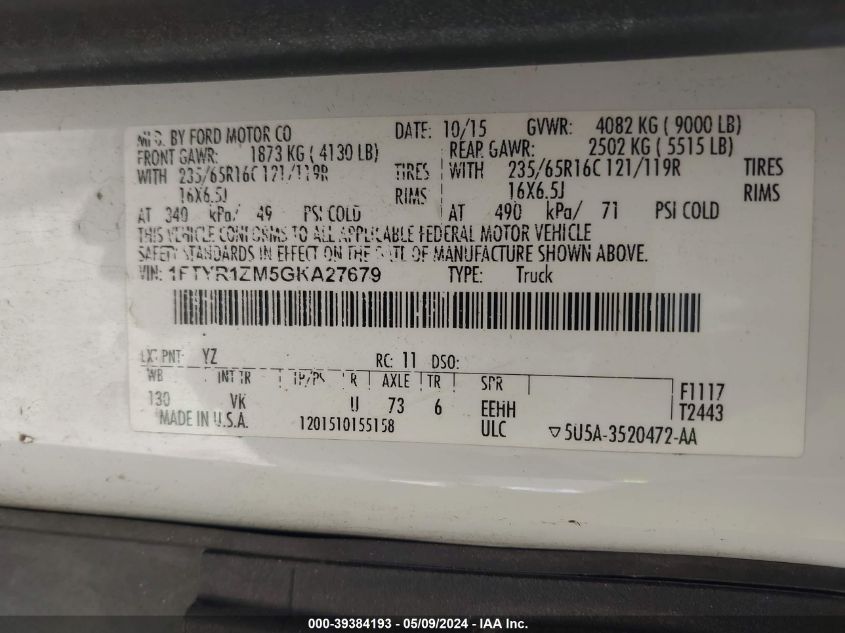 MFD. BY FORD MOTOR CO DATE: 10/15 GVWR: 4082 KG ( 9000 LB)
FRONT GAWR: 1873 KG ( 4130 LB) REAR GAWR: 2502 KG ( 5515 LB)
WITH 235/65R16C 121/119R TIRES WITH 235/65R16C 121/119R TIRES
16X6.5J RIMS 16X6.5J RIMS
AT 340 kPa/ 49 PSI COLD AT 490 kPa/ 71 PSI COLD
THIS VEHICLE CONFORMS TO ALL APPLICABLE FEDERAL MOTOR VEHICLE
SAFETY STANDARDS IN EFFECT ON THE DATE OF MANUFACTURE SHOWN ABOVE.
VIN: 1FTYR1ZM5GKA27679 TYPE: Truck
EXT PNT: YZ RC: 11 DSO:
WB INT TR TP/PS R AXLE TR SPR F1117
130 VK U 73 6 EEHH T2443
MADE IN U.S.A. 1201510155158 ULC ▽5U5A-3520472-AA
000-39384193 - 05/09/2024 - IAA Inc.